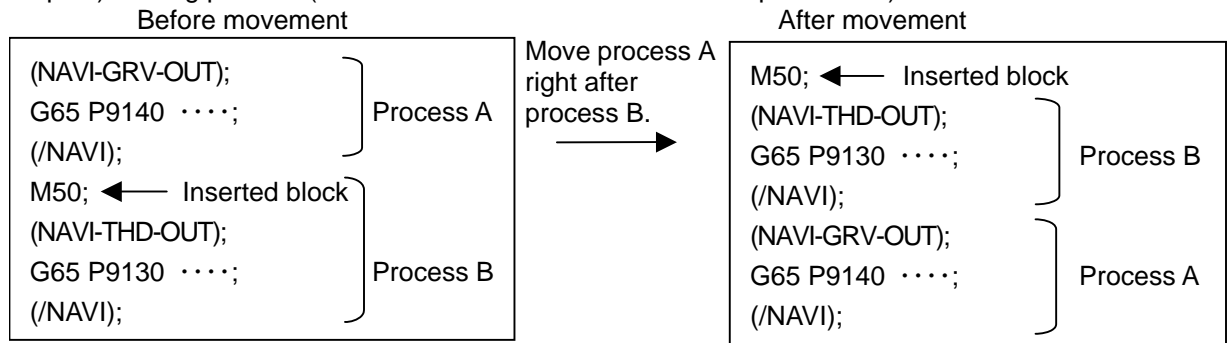 Before movement
After movement
(NAVI-GRV-OUT);
G65 P9140 ····;
(/NAVI);
Process A
M50;
Inserted block
(NAVI-THD-OUT);
G65 P9130 ····;
(/NAVI);
Process B
Move process A
right after
process B.
M50;
Inserted block
(NAVI-THD-OUT);
G65 P9130 ····;
(/NAVI);
Process B
(NAVI-GRV-OUT);
G65 P9140 ····;
(/NAVI);
Process A